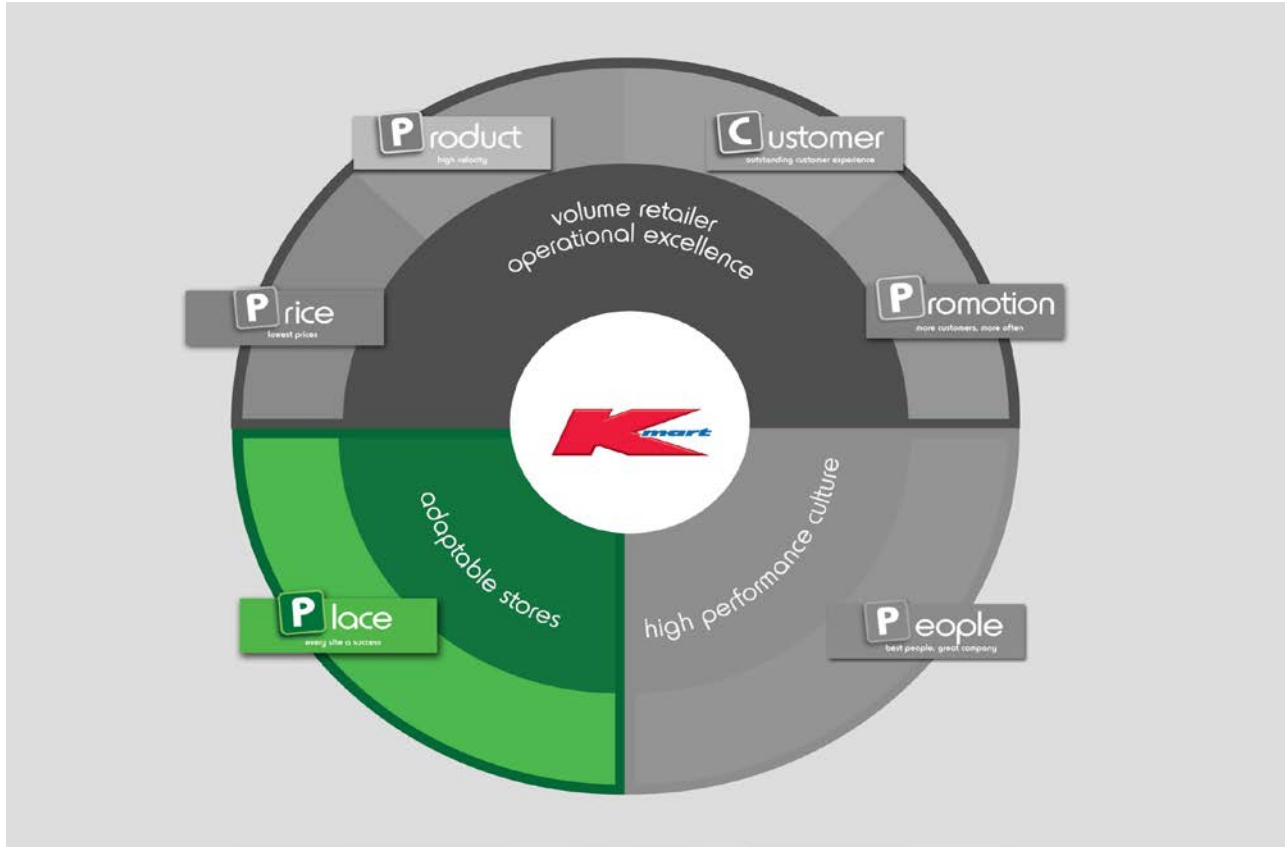 Product
high velocity
Customer
outstanding customer experience
volume retailer
operational excellence
Price
lowest prices
Promotion
more customers, more often
Kmart
adaptable stores
high performance culture
Place
every site a success
People
best people, great company